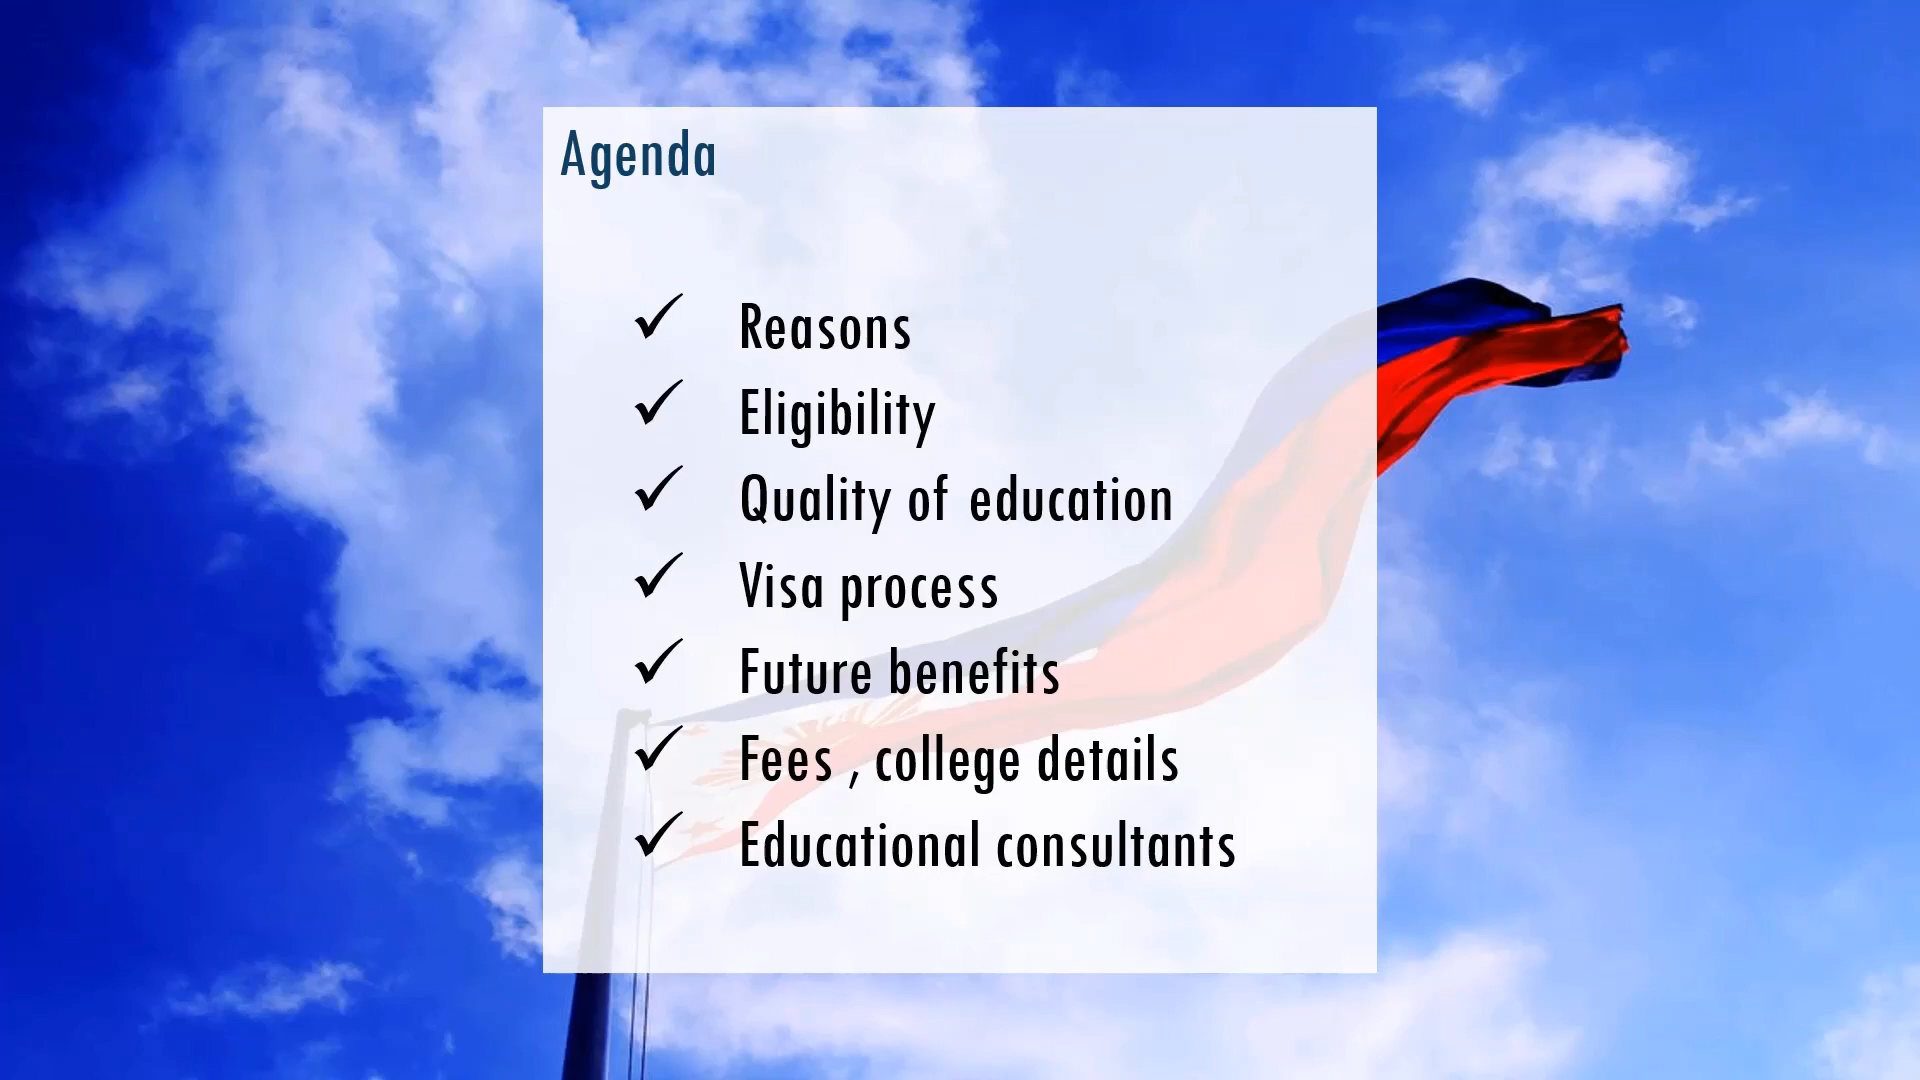 Agenda
✓ Reasons
✓ Eligibility
✓ Quality of education
✓ Visa process
✓ Future benefits
✓ Fees , college details
✓ Educational consultants